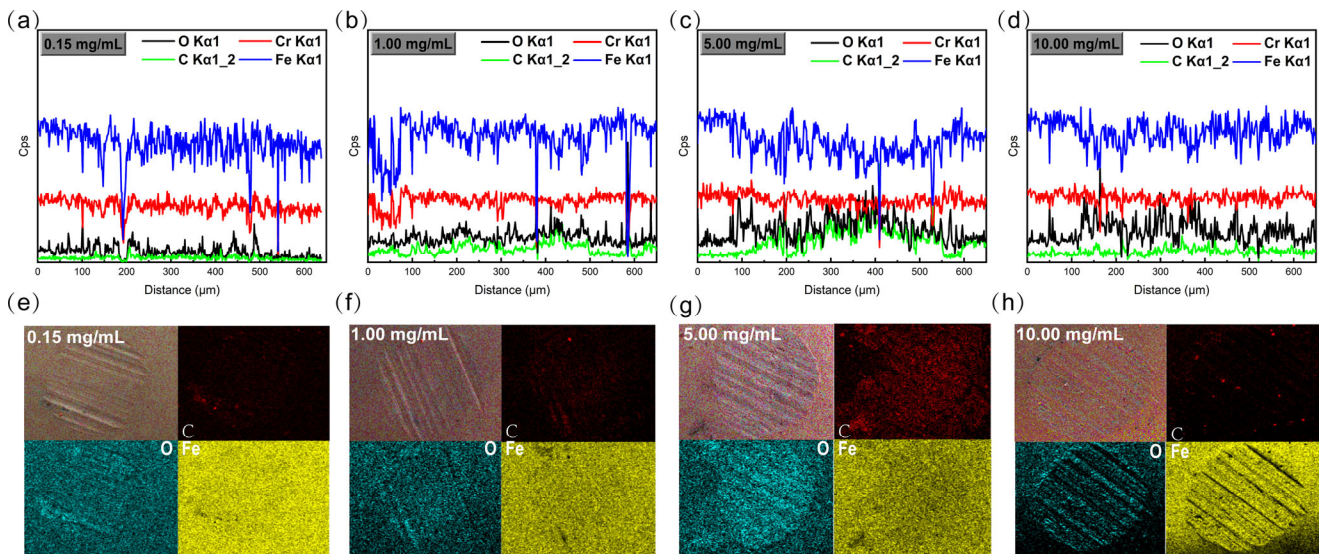 (a)
0.15 mg/mL
O Kα1
Cr Kα1
C Kα1_2
Fe Kα1
Cps
0 100 200 300 400 500 600
Distance (μm)
(b)
1.00 mg/mL
O Kα1
Cr Kα1
C Kα1_2
Fe Kα1
Cps
0 100 200 300 400 500 600
Distance (μm)
(c)
5.00 mg/mL
O Kα1
Cr Kα1
C Kα1_2
Fe Kα1
Cps
0 100 200 300 400 500 600
Distance (μm)
(d)
10.00 mg/mL
O Kα1
Cr Kα1
C Kα1_2
Fe Kα1
Cps
0 100 200 300 400 500 600
Distance (μm)
(e)
0.15 mg/mL
C
O
Fe
(f)
1.00 mg/mL
C
O
Fe
(g)
5.00 mg/mL
C
O
Fe
(h)
10.00 mg/mL
C
O
Fe